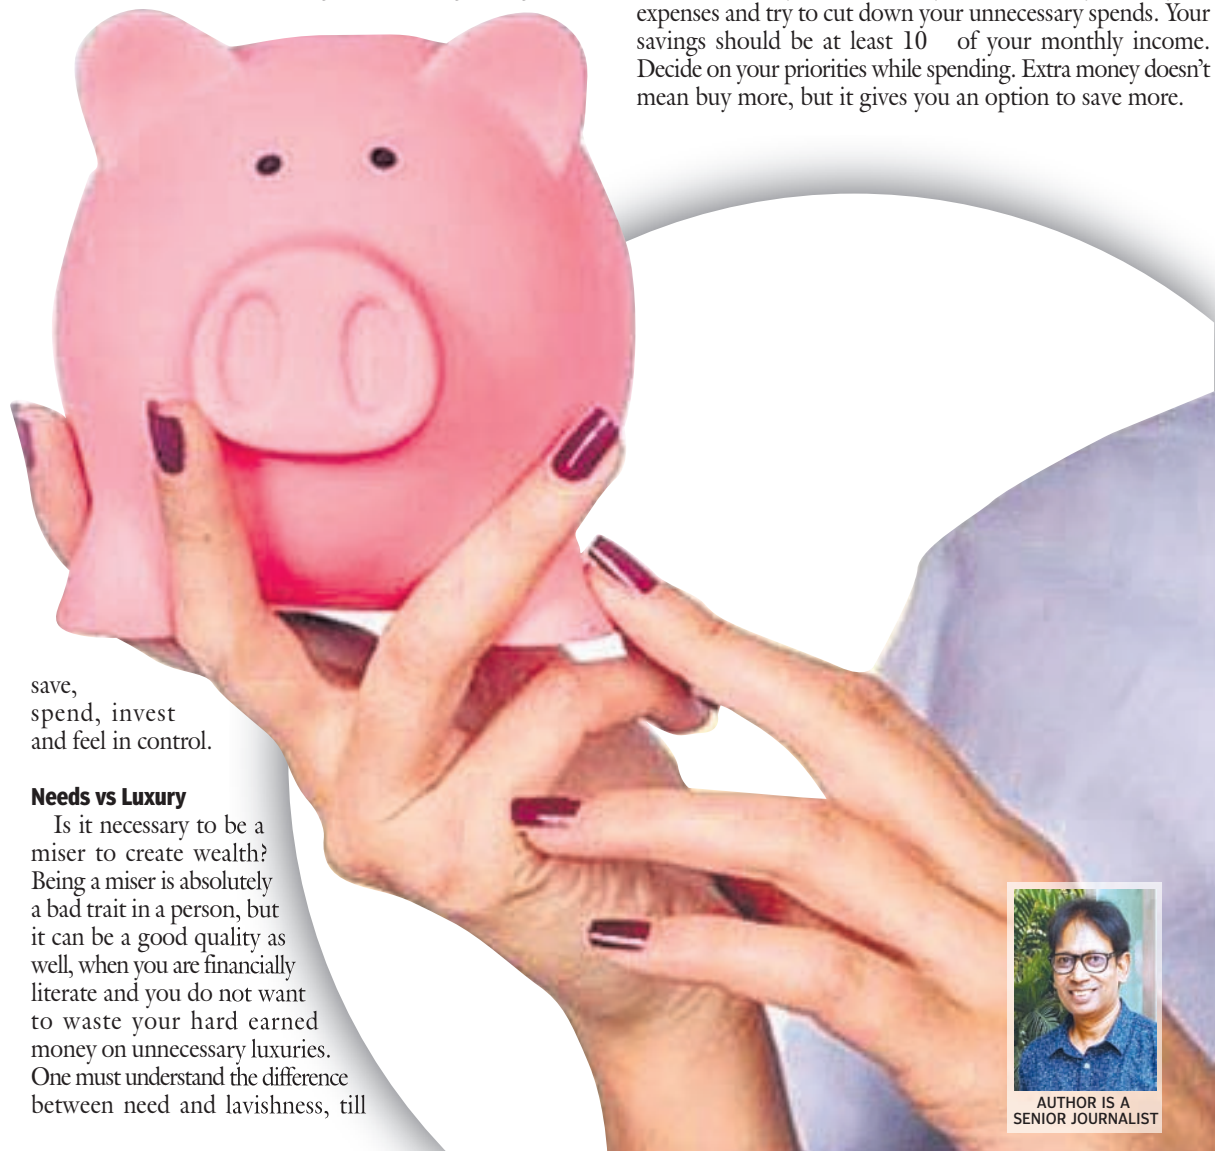 save,
spend, invest
and feel in control.
Needs vs Luxury
Is it necessary to be a
miser to create wealth?
Being a miser is absolutely
a bad trait in a person, but
it can be a good quality as
well, when you are financially
literate and you do not want
to waste your hard earned
money on unnecessary luxuries.
One must understand the difference
between need and lavishness, till
expenses and try to cut down your unnecessary spends. Your
savings should be at least 10 of your monthly income.
Decide on your priorities while spending. Extra money doesn't
mean buy more, but it gives you an option to save more.
AUTHOR IS A
SENIOR JOURNALIST